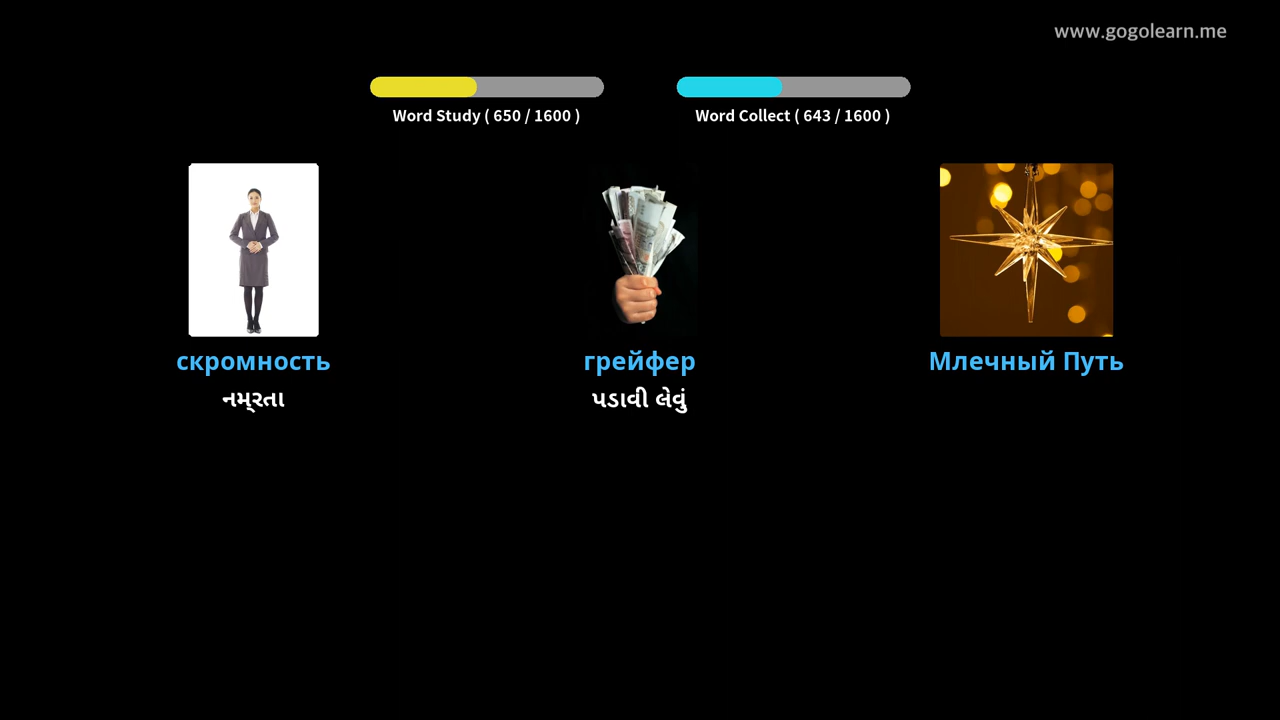 www.gogolearn.me
Word Study ( 650 / 1600 )
Word Collect ( 643 / 1600 )
скромность
грейфер
Млечный Путь
નમ્રતા
પડાવી લેવું